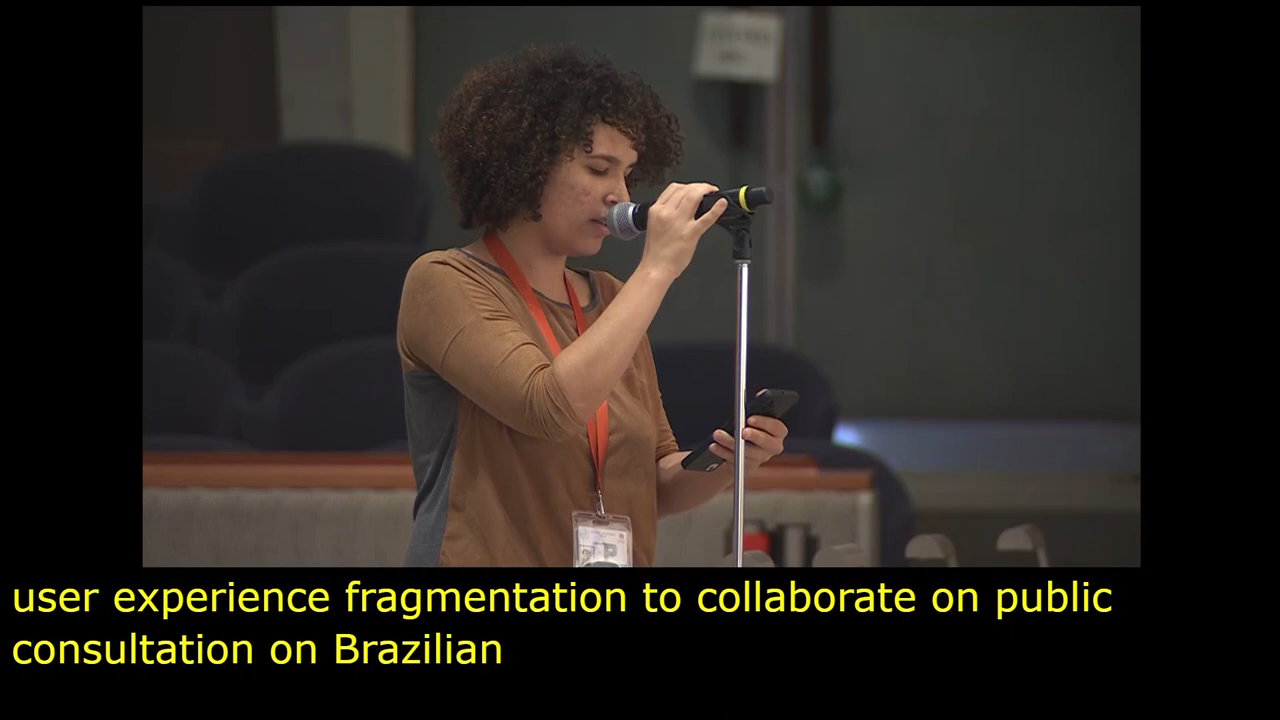 user experience fragmentation to collaborate on public
consultation on Brazilian